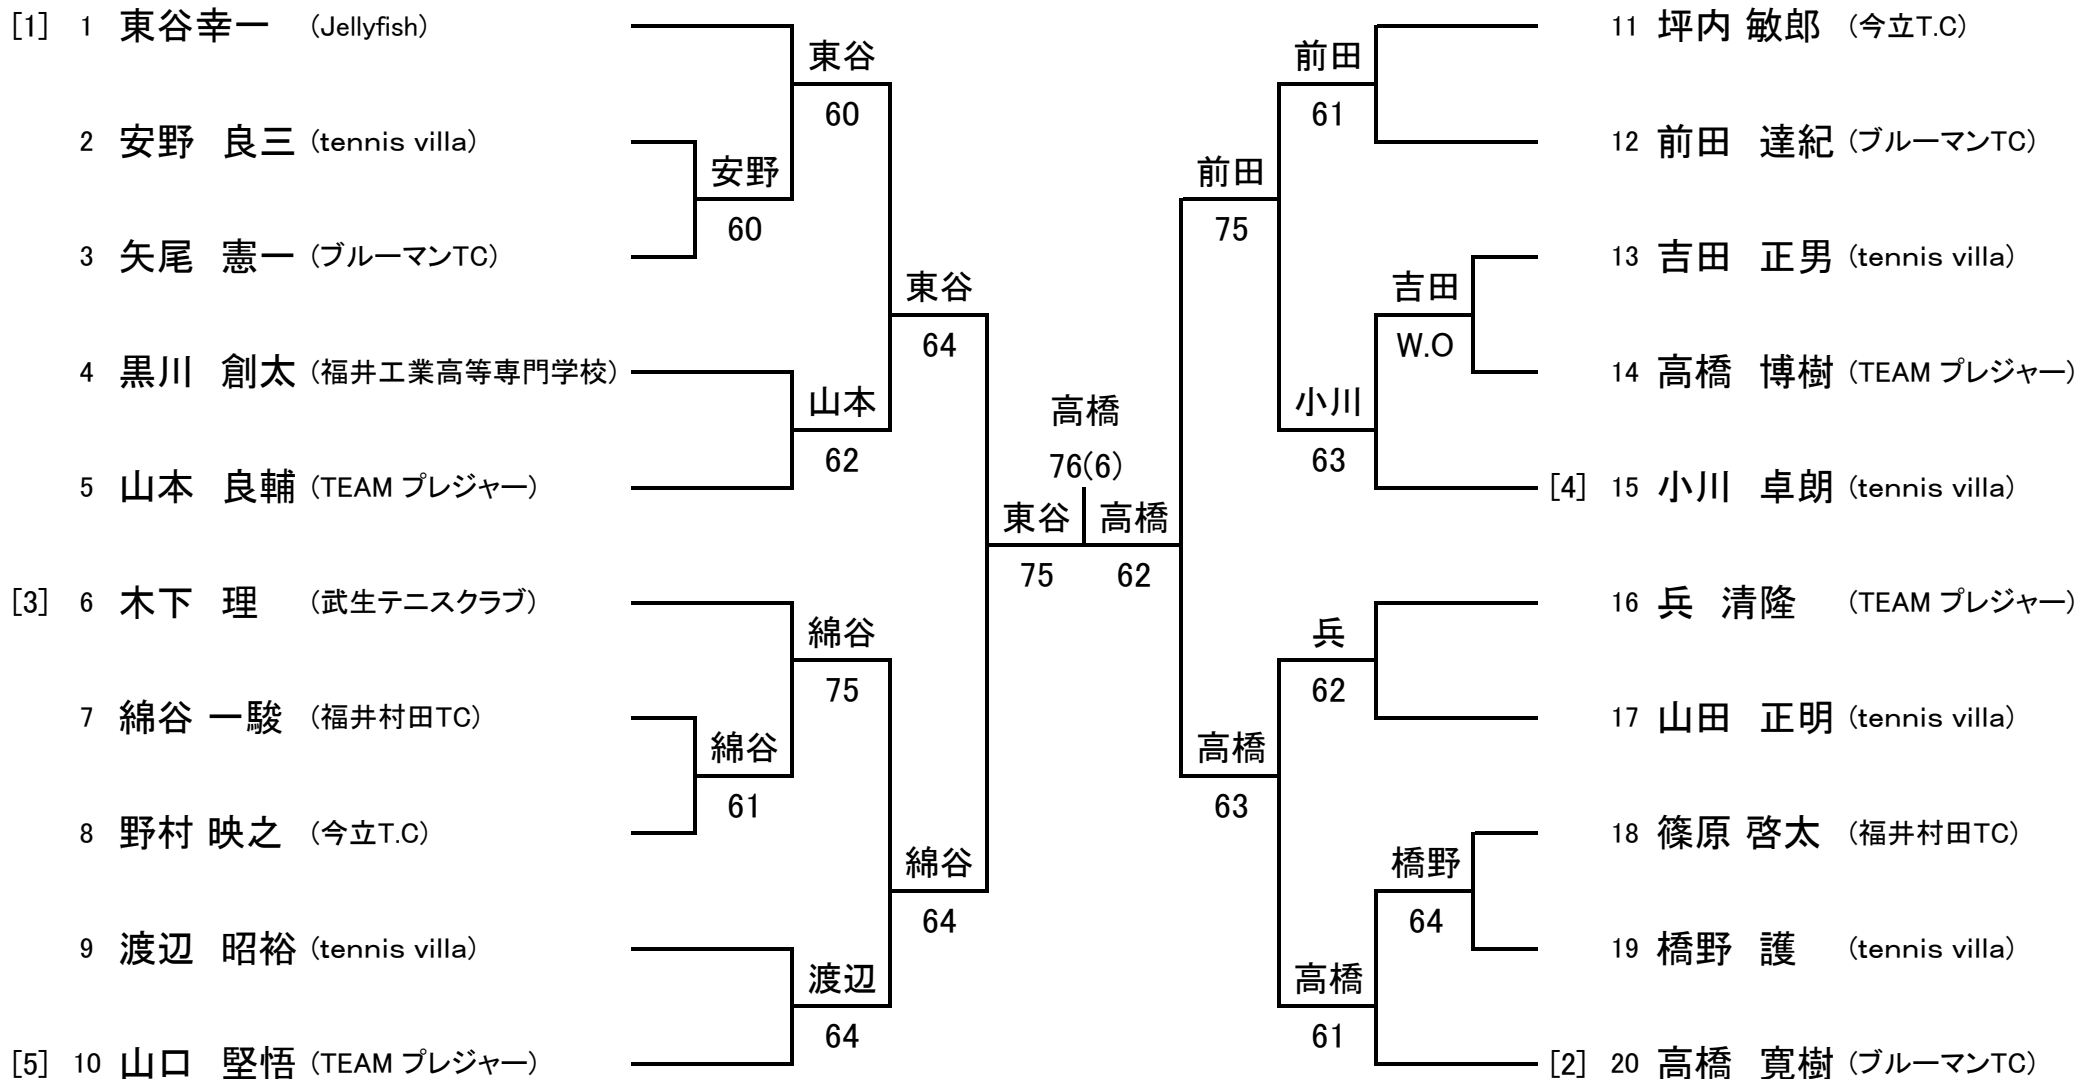 [1] 1 東谷幸一 (Jellyfish)
2 安野 良三 (tennis villa)
3 矢尾 憲一 (ブルーマンTC)
4 黒川 創太 (福井工業高等専門学校)
5 山本 良輔 (TEAM プレジャー)
[3] 6 木下 理 (武生テニスクラブ)
7 綿谷 一駿 (福井村田TC)
8 野村 映之 (今立T.C)
9 渡辺 昭裕 (tennis villa)
[5] 10 山口 堅悟 (TEAM プレジャー)
安野
60
綿谷
61
東谷
60
山本
62
綿谷
75
渡辺
64
東谷
64
綿谷
64
東谷
75
高橋
76(6)
高橋
62
前田
75
高橋
63
前田
61
小川
63
兵
62
高橋
61
吉田
W.O
橋野
64
11 坪内 敏郎 (今立T.C)
12 前田 達紀 (ブルーマンTC)
13 吉田 正男 (tennis villa)
14 高橋 博樹 (TEAM プレジャー)
[4] 15 小川 卓朗 (tennis villa)
16 兵 清隆 (TEAM プレジャー)
17 山田 正明 (tennis villa)
18 篠原 啓太 (福井村田TC)
19 橋野 護 (tennis villa)
[2] 20 高橋 寛樹 (ブルーマンTC)